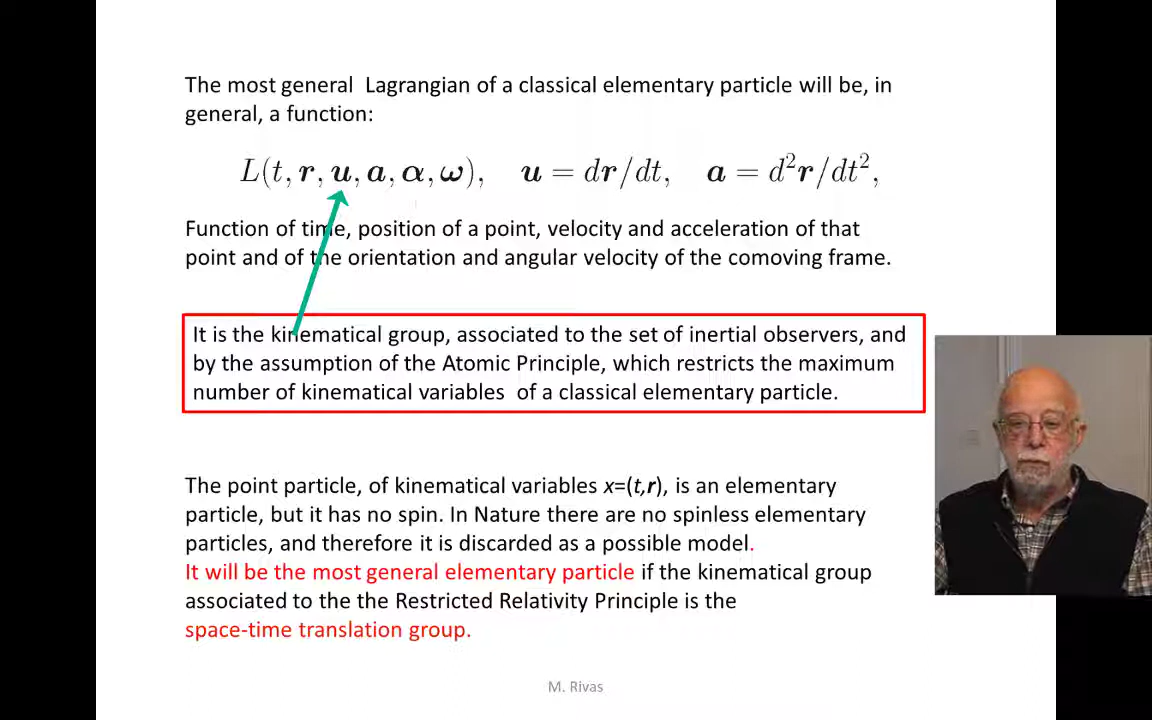 The most general Lagrangian of a classical elementary particle will be, in
general, a function:
L(t, r, u, a, α, ω), u = dr/dt, a = d²r/dt²,
Function of time, position of a point, velocity and acceleration of that
point and of the orientation and angular velocity of the comoving frame.
It is the kinematical group, associated to the set of inertial observers, and
by the assumption of the Atomic Principle, which restricts the maximum
number of kinematical variables of a classical elementary particle.
The point particle, of kinematical variables x=(t,r), is an elementary
particle, but it has no spin. In Nature there are no spinless elementary
particles, and therefore it is discarded as a possible model.
It will be the most general elementary particle if the kinematical group
associated to the the Restricted Relativity Principle is the
space-time translation group.
M. Rivas